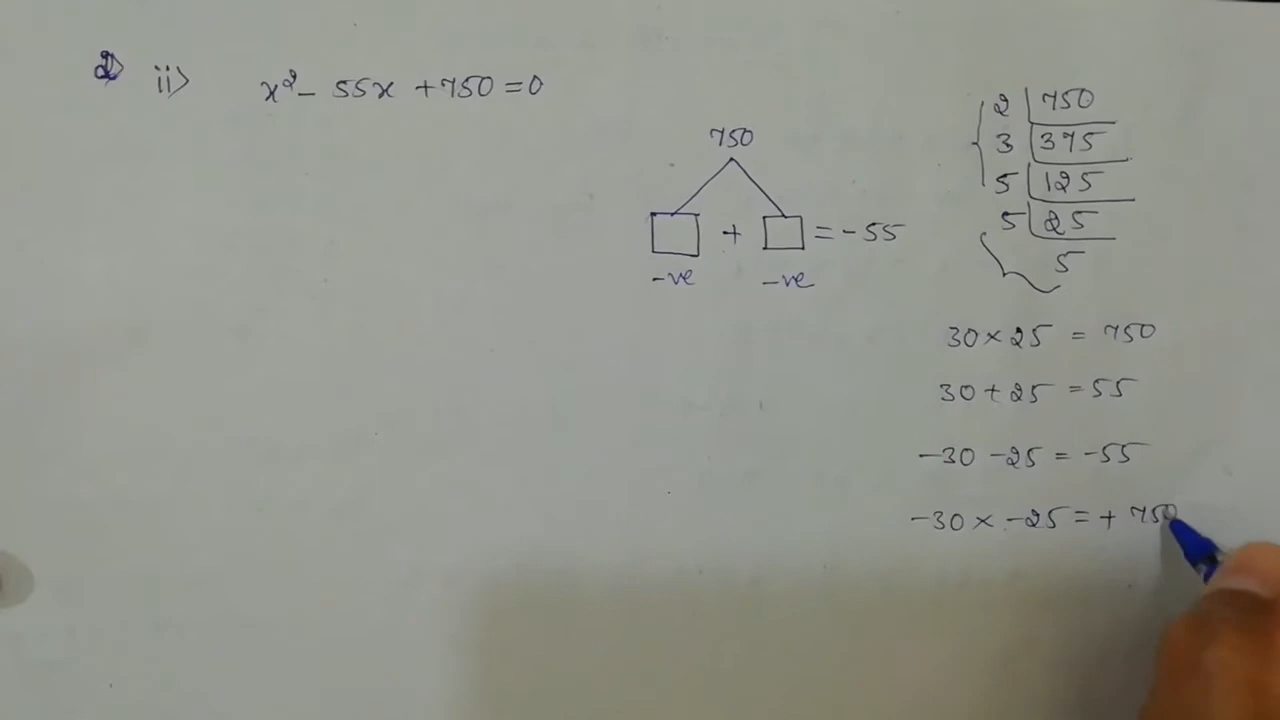 2) ii) x² - 55x + 750 = 0
750
□ + □ = -55
-ve -ve
2 | 750
3 | 375
5 | 125
5 | 25
5
30 × 25 = 750
30 + 25 = 55
-30 - 25 = -55
-30 × -25 = + 750